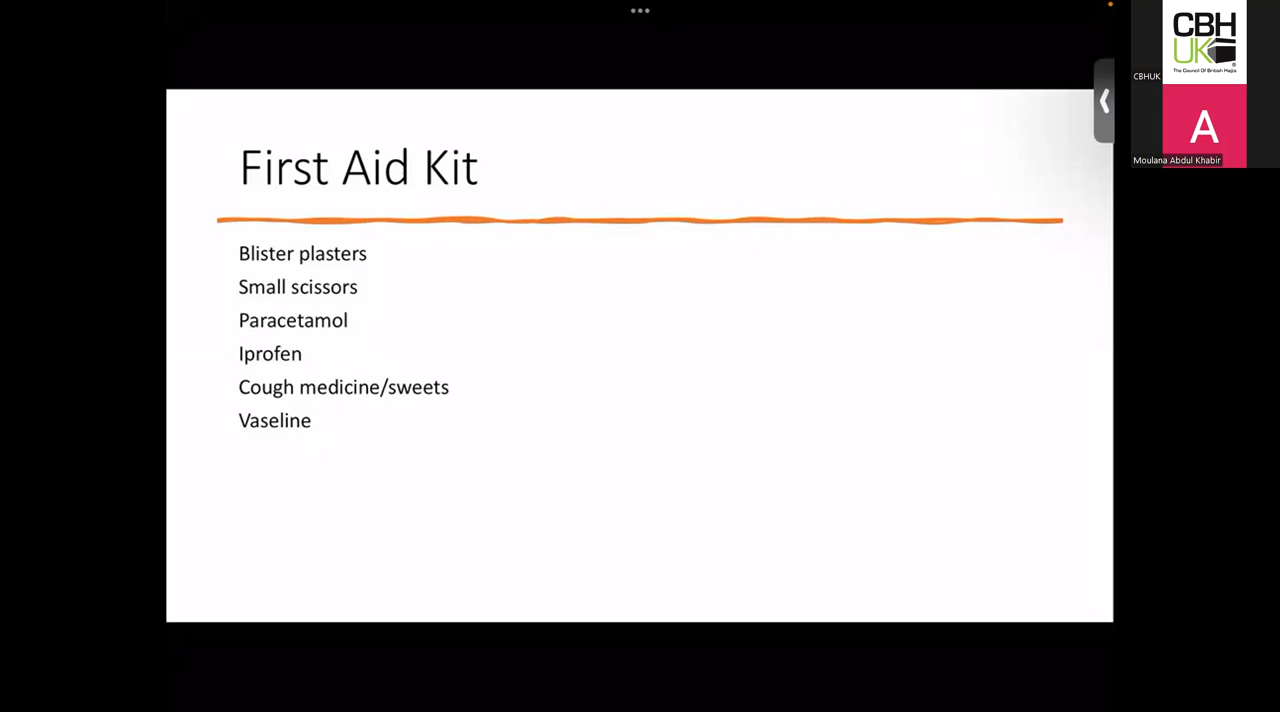 First Aid Kit
Blister plasters
Small scissors
Paracetamol
Iprofen
Cough medicine/sweets
Vaseline
CBH
UK
The Council Of British Hajjis
CBHUK
A
Moulana Abdul Khabir